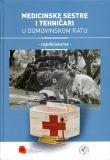 MEDICINSKE SESTRE
I TEHNIČARI
U DOMOVINSKOM RATU
- svjedočanstva -